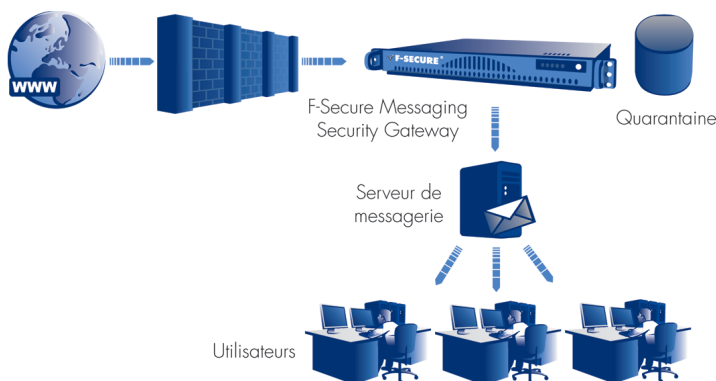 WWW
F-SECURE
F-Secure Messaging
Security Gateway
Quarantaine
Serveur de
messagerie
Utilisateurs